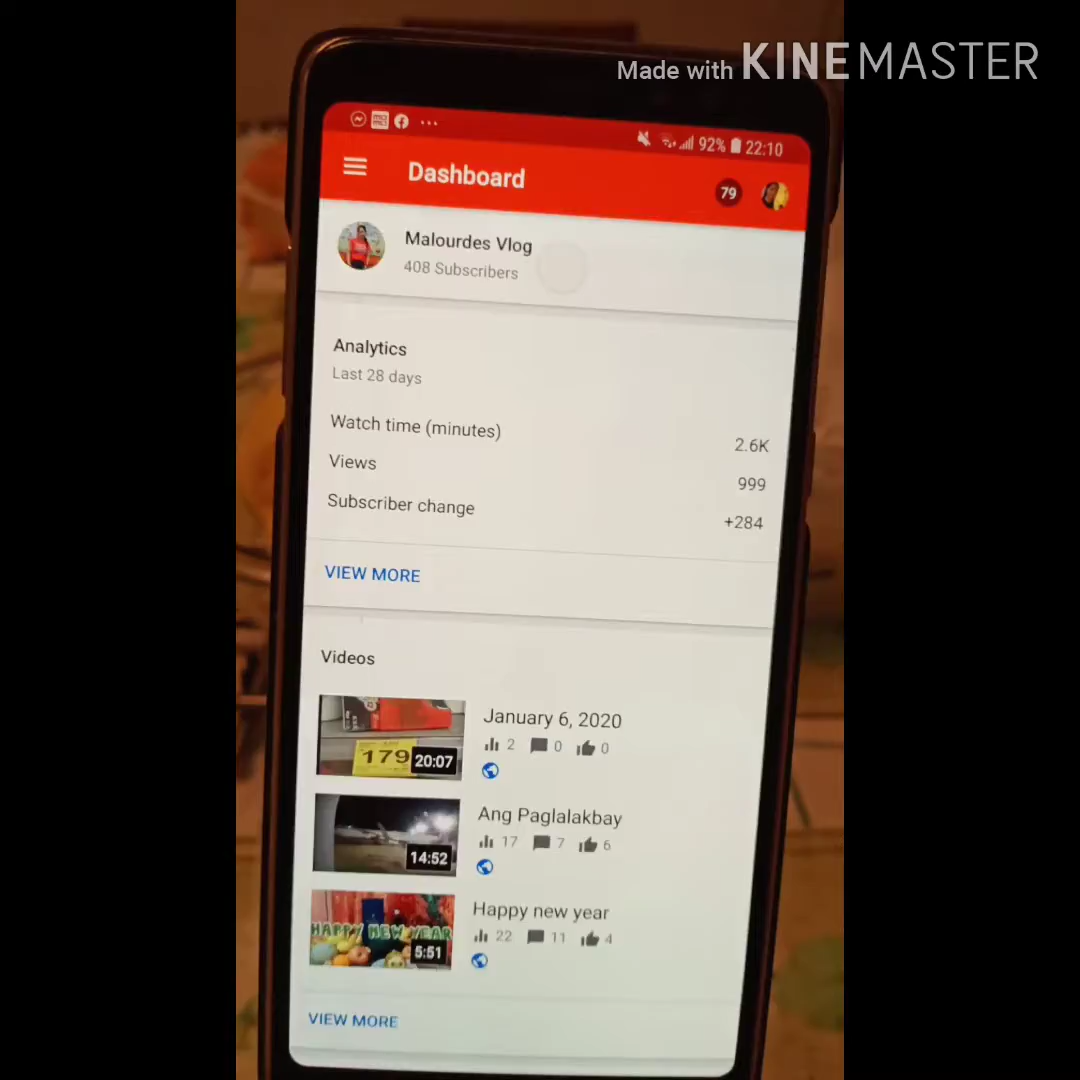 Made with KINEMASTER
92% 22:10
Dashboard
79
Malourdes Vlog
408 Subscribers
Analytics
Last 28 days
Watch time (minutes) 2.6K
Views 999
Subscriber change +284
VIEW MORE
Videos
179 20:07
January 6, 2020
2 0 0
14:52
Ang Paglalakbay
17 7 6
HAPPY NEW YEAR
5:51
Happy new year
22 11 4
VIEW MORE